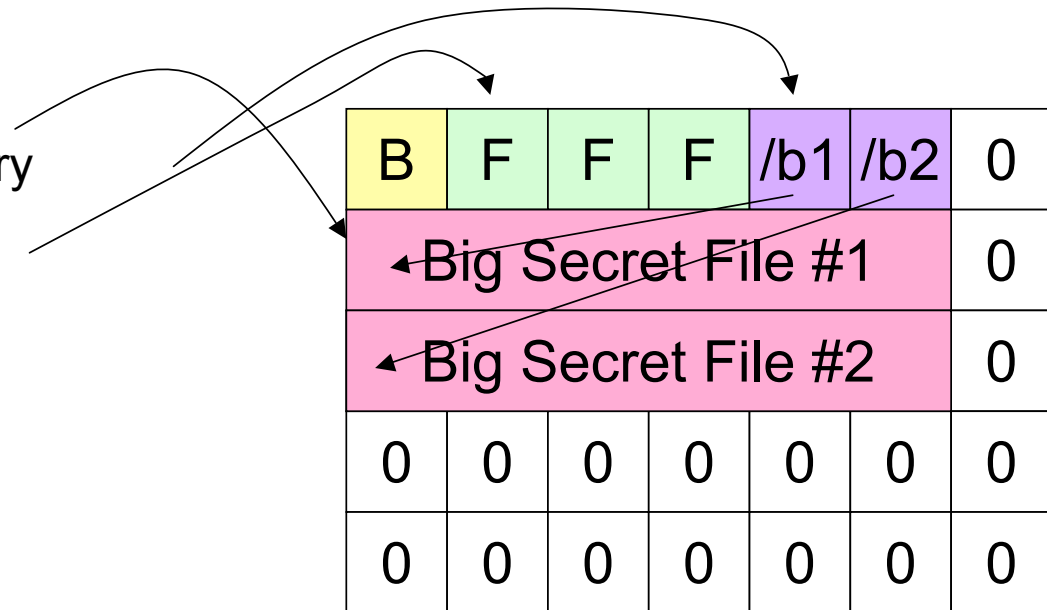 ry
B F F F /b1 /b2 0
Big Secret File #1 0
Big Secret File #2 0
0 0 0 0 0 0 0
0 0 0 0 0 0 0